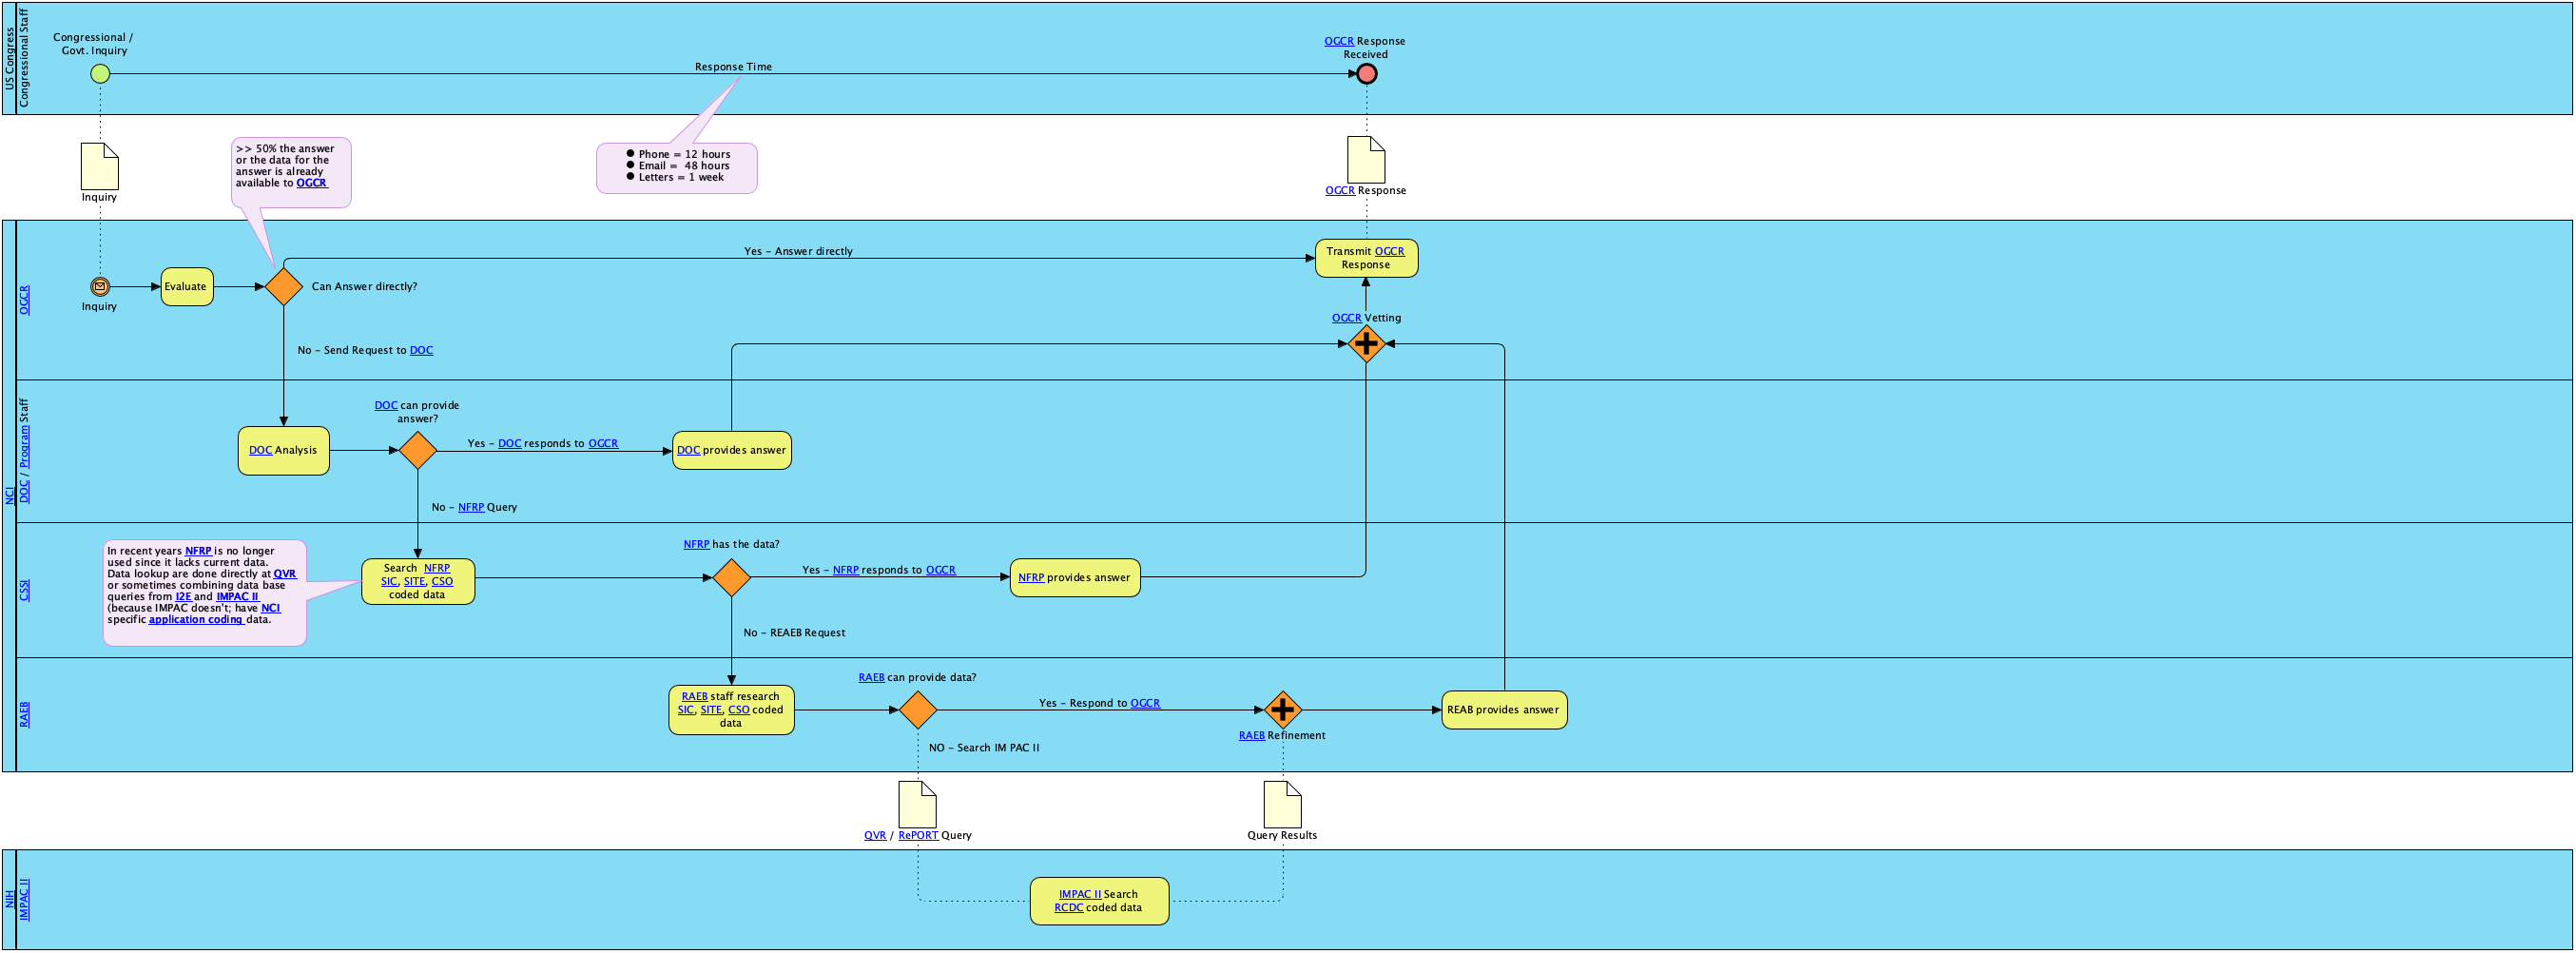 US Congress
Congressional Staff
Congressional /
Govt. Inquiry
Response Time
OGCR Response
Received
Inquiry
>> 50% the answer
or the data for the
answer is already
available to OGCR
● Phone = 12 hours
● Email =  48 hours
● Letters = 1 week
OGCR Response
NCI
OGCR
Inquiry
Evaluate
Can Answer directly?
Yes – Answer directly
Transmit OGCR
Response
OGCR Vetting
No – Send Request to DOC
DOC / Program Staff
DOC Analysis
DOC can provide
answer?
Yes – DOC responds to OGCR
DOC provides answer
No – NFRP Query
CSSI
In recent years NFRP is no longer
used since it lacks current data.
Data lookup are done directly at QVR
or sometimes combining data base
queries from I2E and IMPAC II
(because IMPAC doesn't; have NCI
specific application coding data.
Search  NFRP
SIC, SITE, CSO
coded data
NFRP has the data?
Yes – NFRP responds to OGCR
NFRP provides answer
No – REAEB Request
RAEB
RAEB staff research
SIC, SITE, CSO coded
data
RAEB can provide data?
Yes – Respond to OGCR
RAEB Refinement
REAB provides answer
NO – Search IM PAC II
QVR / RePORT Query
Query Results
NIH
IMPAC II
IMPAC II Search
RCDC coded data